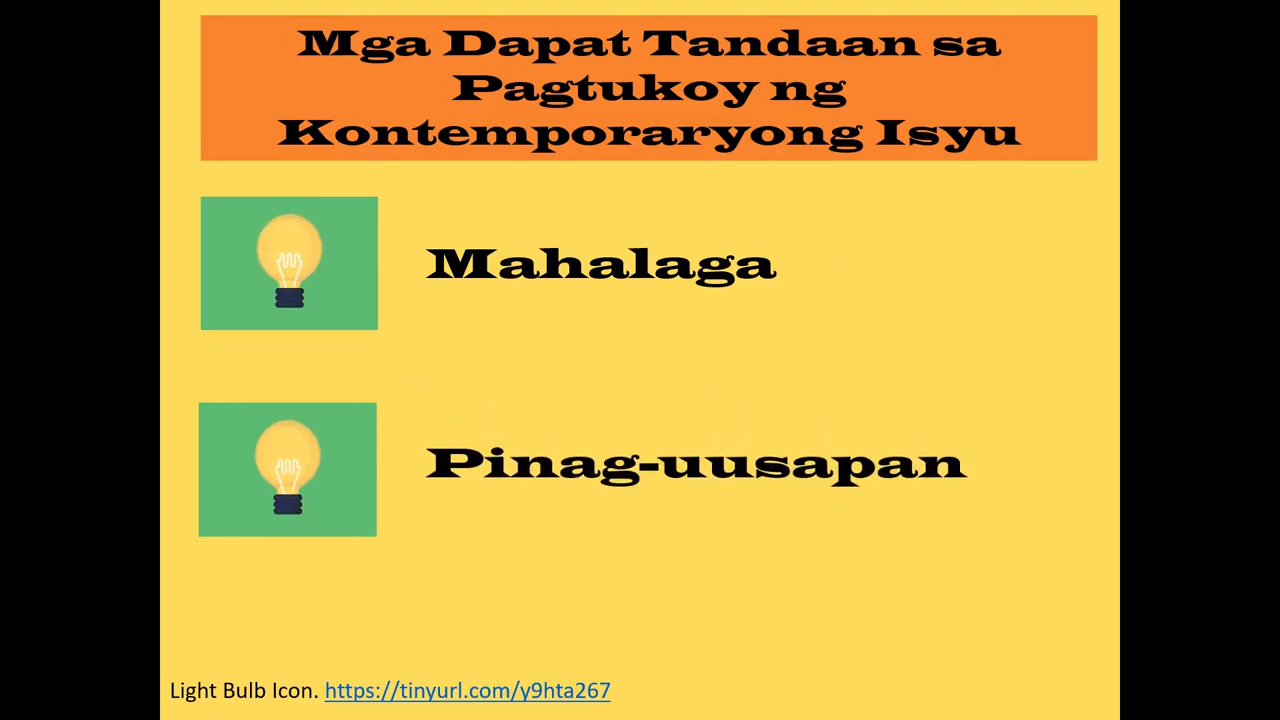 Mga Dapat Tandaan sa
Pagtukoy ng
Kontemporaryong Isyu
Mahalaga
Pinag-uusapan
Light Bulb Icon. https://tinyurl.com/y9hta267